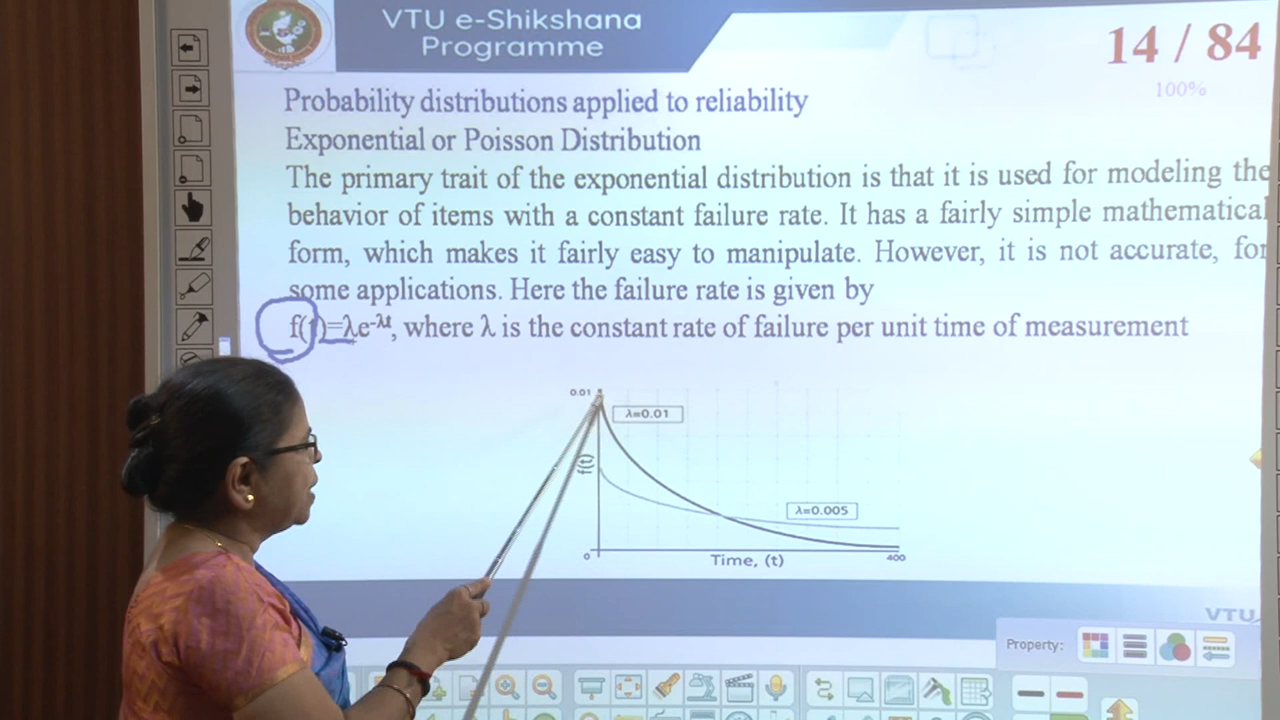 VTU e-Shikshana
Programme
14 / 84
100%
Probability distributions applied to reliability
Exponential or Poisson Distribution
The primary trait of the exponential distribution is that it is used for modeling the
behavior of items with a constant failure rate. It has a fairly simple mathematical
form, which makes it fairly easy to manipulate. However, it is not accurate, for
some applications. Here the failure rate is given by
f(t)=λe-λt, where λ is the constant rate of failure per unit time of measurement
0.01
λ=0.01
f(t)
λ=0.005
0
Time, (t)
400
VTU
Property: